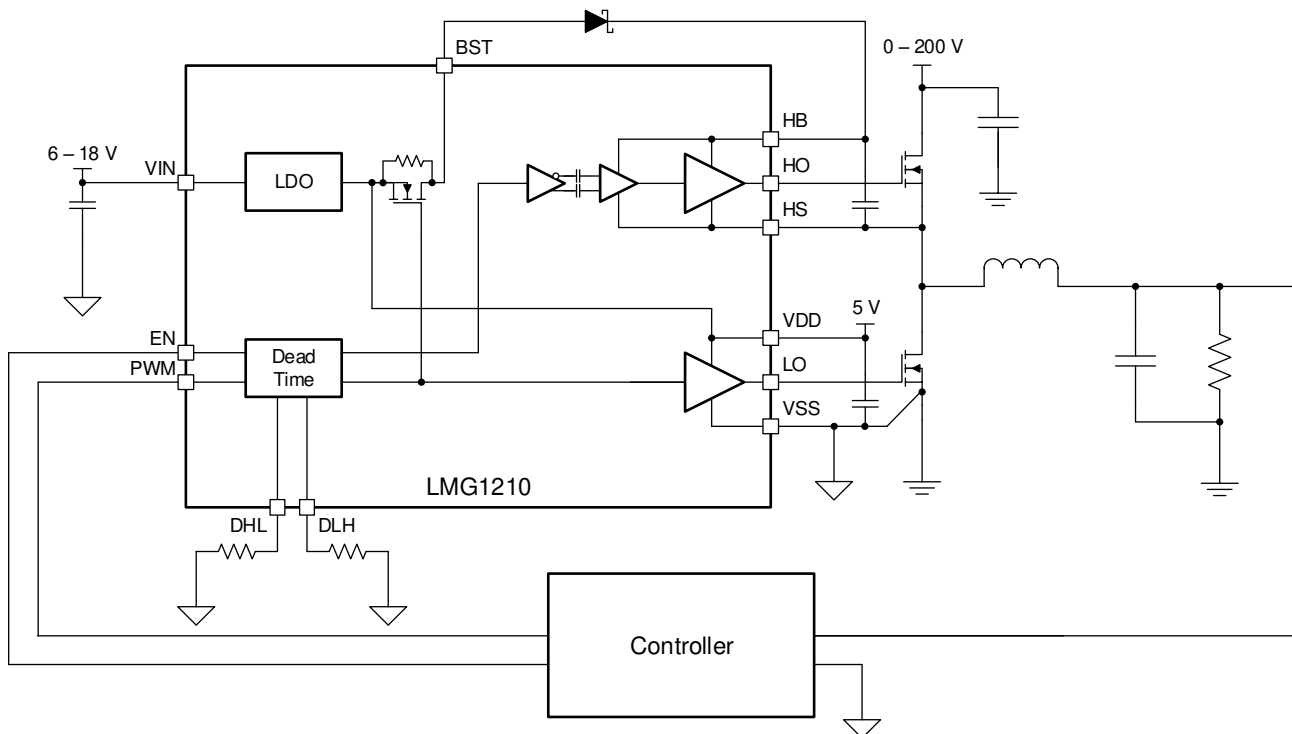 BST
0 – 200 V
HB
6 – 18 V
VIN
LDO
HO
HS
EN
PWM
Dead
Time
VDD
5 V
LO
VSS
LMG1210
DHL
DLH
Controller